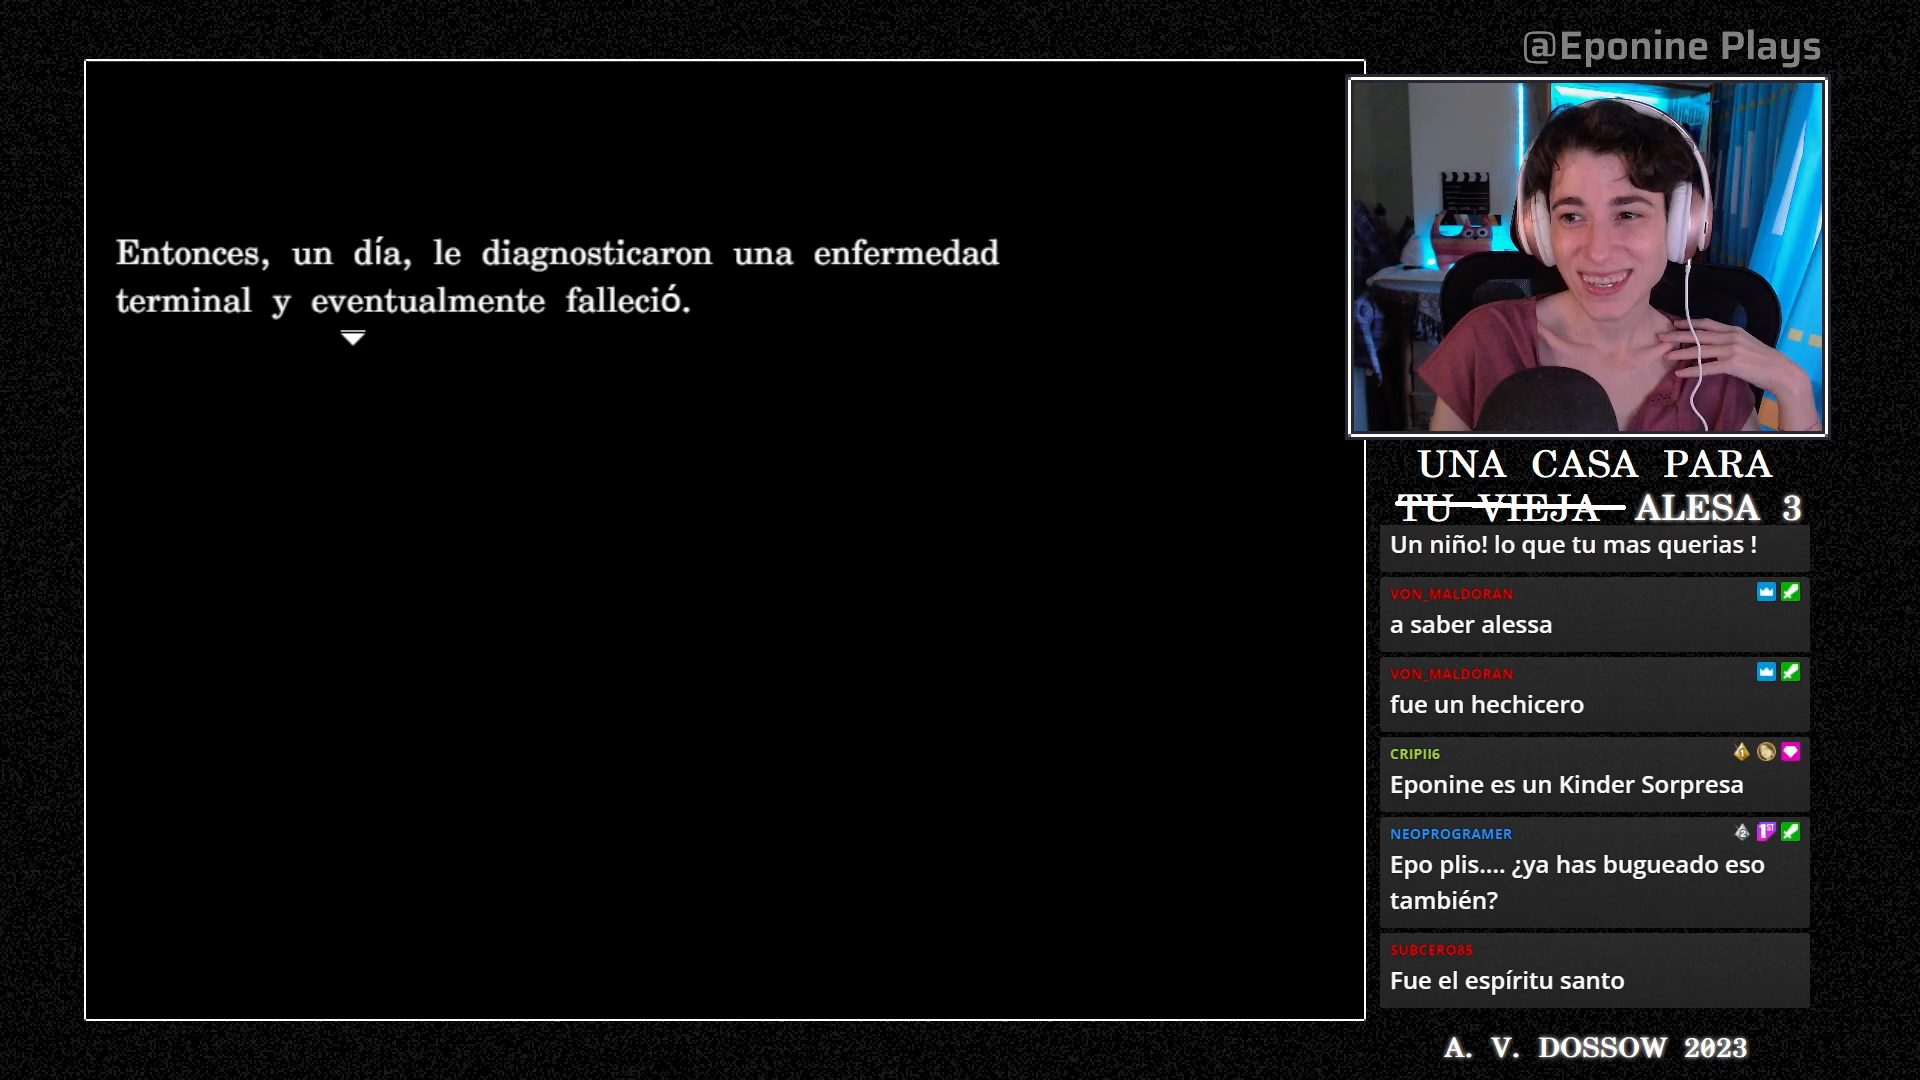 @Eponine Plays
Entonces, un día, le diagnosticaron una enfermedad
terminal y eventualmente falleció.
UNA CASA PARA
TU VIEJA ALESA 3
Un niño! lo que tu mas querias !
VON_MALDORAN
a saber alessa
VON_MALDORAN
fue un hechicero
CRIPII6
Eponine es un Kinder Sorpresa
NEOPROGRAMER
Epo plis.... ¿ya has bugueado eso
también?
SUBCERO85
Fue el espíritu santo
A. V. DOSSOW 2023